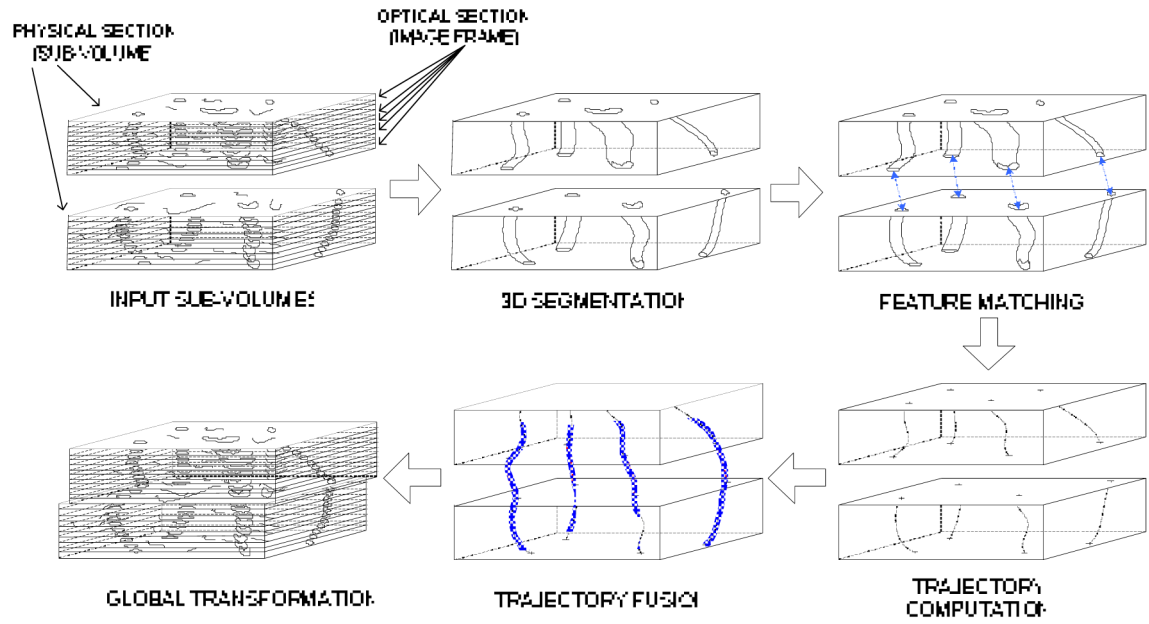 PHYSICAL SECTION
(SUB-VOLUME
OPTICAL SECTION
(IMAGE FRAME)
INPUT SUB-VOLUMES
3D SEGMENTATION
FEATURE MATCHING
GLOBAL TRANSFORMATION
TRAJECTORY FUSION
TRAJECTORY
COMPUTATION